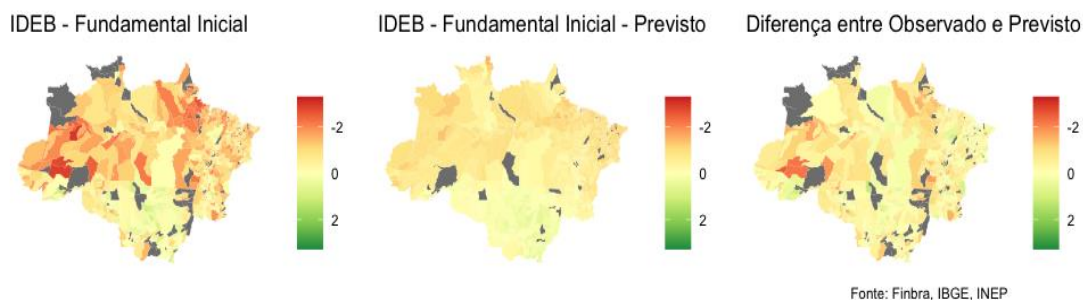 IDEB - Fundamental Inicial
-2
0
2
IDEB - Fundamental Inicial - Previsto
-2
0
2
Diferença entre Observado e Previsto
-2
0
2
Fonte: Finbra, IBGE, INEP